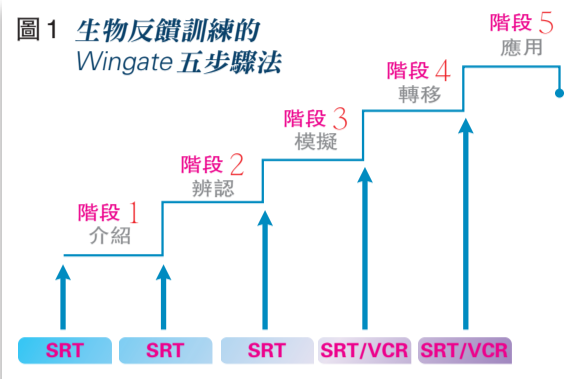 圖1 生物反饋訓練的
Wingate五步驟法
階段5
應用
階段4
轉移
階段3
模擬
階段2
辨認
階段1
介紹
SRT SRT SRT SRT/VCR SRT/VCR